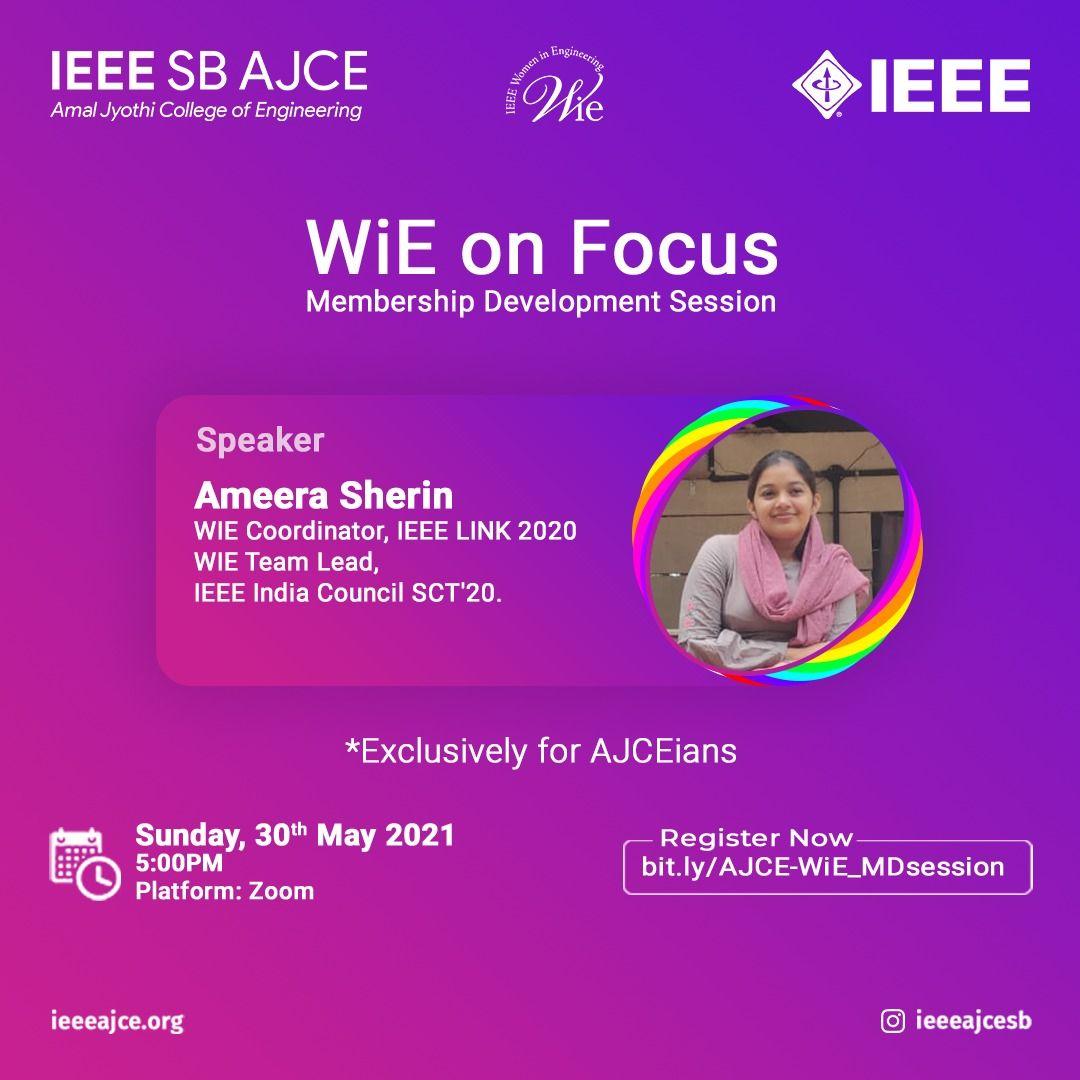 IEEE SB AJCE
Amal Jyothi College of Engineering
IEEE Women in Engineering
WiE
IEEE
WiE on Focus
Membership Development Session
Speaker
Ameera Sherin
WIE Coordinator, IEEE LINK 2020
WIE Team Lead,
IEEE India Council SCT'20.
*Exclusively for AJCEians
Sunday, 30th May 2021
5:00PM
Platform: Zoom
Register Now
bit.ly/AJCE-WiE_MDsession
ieeeajce.org
ieeeajcesb